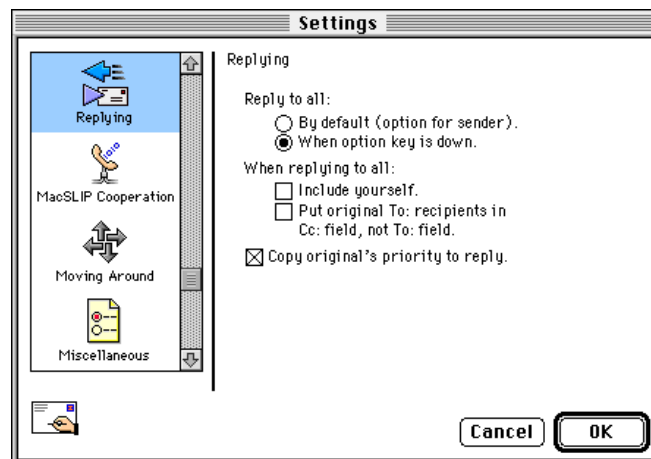 Settings
Replying
MacSLIP Cooperation
Moving Around
Miscellaneous
Replying
Reply to all:
By default (option for sender).
When option key is down.
When replying to all:
Include yourself.
Put original To: recipients in
Cc: field, not To: field.
Copy original's priority to reply.
Cancel
OK